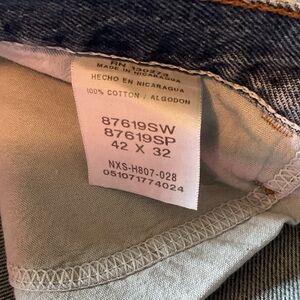 MADE IN NICARAGUA
HECHO EN NICARAGUA
100% COTTON / ALGODON
87619SW
87619SP
42 X 32
NXS-H807-028
051071774024